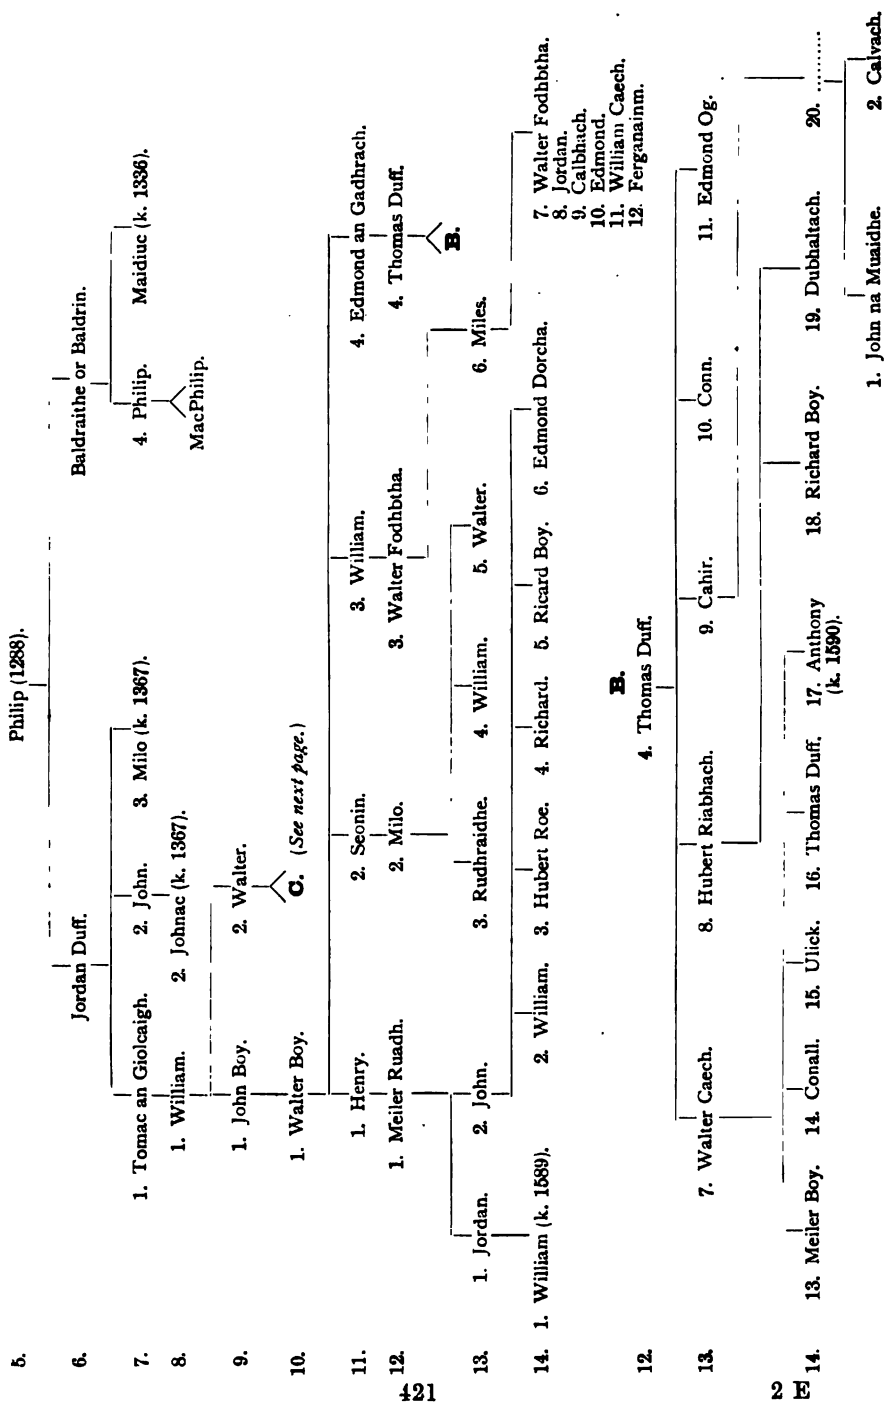 5. Philip (1288).
6. Jordan Duff. Baldraithe or Baldrin.
7. 1. Tomac an Giolcaigh. 2. John. 3. Milo (k. 1367). 4. Philip. Maidiuc (k. 1336)
8. 1. William. 2. Johnac (k. 1367). MacPhilip.
9. 1. John Boy. 2. Walter.
C. (See next page.)
10. 1. Walter Boy.
11. 1. Henry. 2. Seonin. 3. William. 4. Edmond an Gadhrach.
12. 1. Meiler Ruadh. 2. Milo. 3. Walter Fodhbtha. 4. Thomas Duff.
B.
13. 1. Jordan. 2. John. 3. Rudhraidhe. 4. William. 5. Walter. 6. Miles.
14. 1. William (k. 1589). 2. William. 3. Hubert Roe. 4. Richard. 5. Ricard Boy. 6. Edmond Dorcha. 7. Walter Fodhbtha.
8. Jordan.
9. Calbhach.
10. Edmond.
11. William Caech.
12. Ferganainm.
B.
12. 4. Thomas Duff.
13. 7. Walter Caech. 8. Hubert Riabhach. 9. Cahir. 10. Conn. 11. Edmond Og.
14. 13. Meiler Boy. 14. Conall. 15. Ulick. 16. Thomas Duff. 17. Anthony 18. Richard Boy. 19. Dubhaltach. 20. ..........
(k. 1590).
1. John na Muaidhe. 2. Calvach.
421
2 E